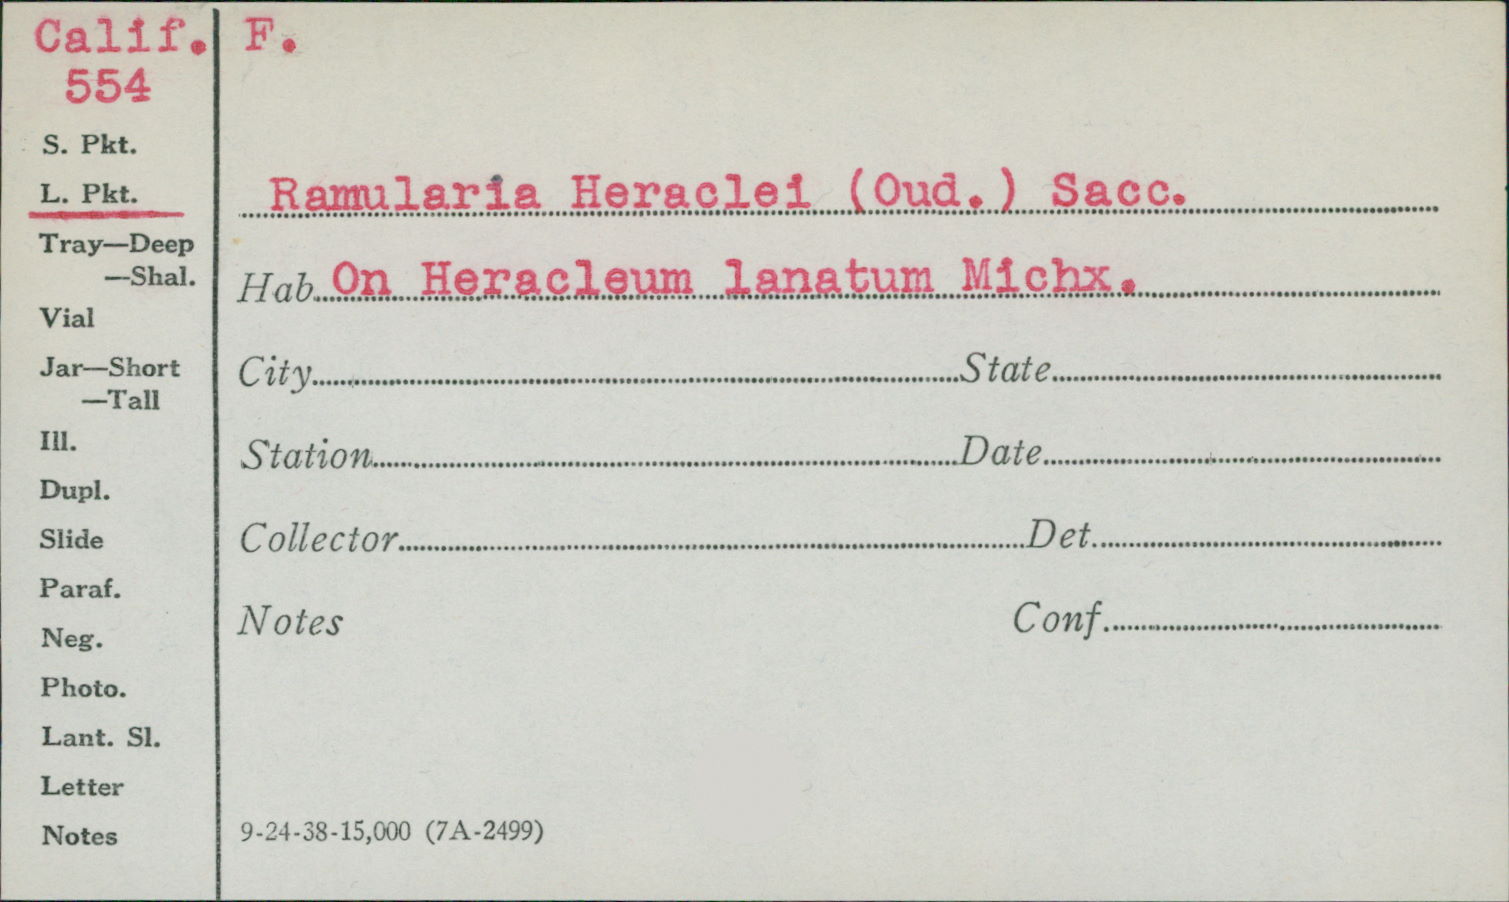 Calif.
554
F.
S. Pkt.
L. Pkt.
Tray—Deep
—Shal.
Vial
Jar—Short
—Tall
Ill.
Dupl.
Slide
Paraf.
Neg.
Photo.
Lant. Sl.
Letter
Notes
Ramularia Heraclei (Oud.) Sacc.
Hab. On Heracleum lanatum Michx.
City State
Station Date
Collector Det.
Notes Conf.
9-24-38-15,000 (7A-2499)